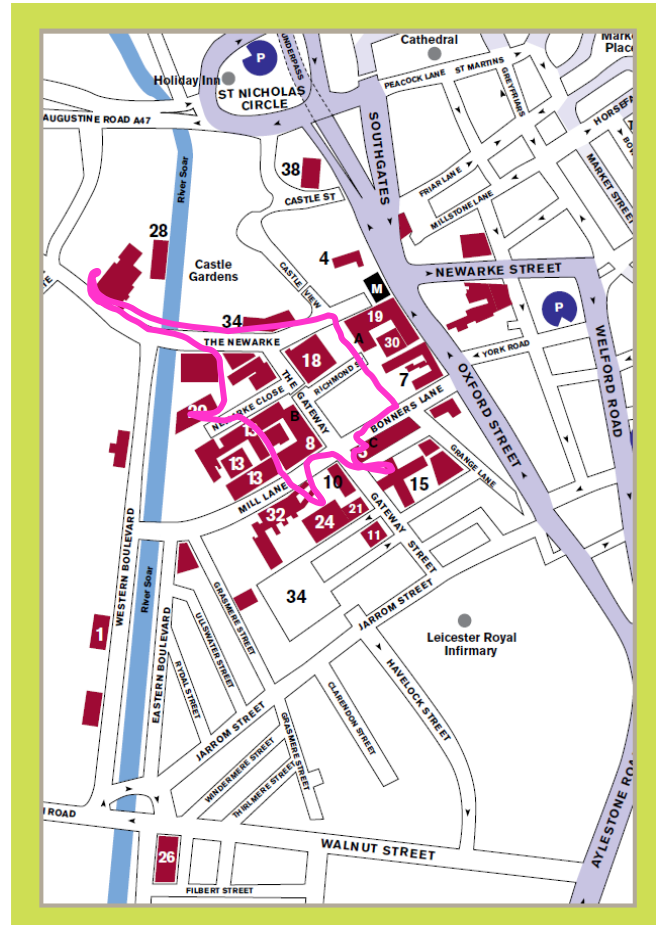 Cathedral
Marke
Place
P
UNDERPASS
Holiday Inn
ST NICHOLAS
CIRCLE
PEACOCK LANE
ST MARTINS
GREYFRIARS
HORSEFA
AUGUSTINE ROAD A47
SOUTHGATES
MARKET STREET
River Soar
38
FRIAR LANE
MILLSTONE LANE
CASTLE ST
28
4
Castle
Gardens
CASTLE
VIEW
NEWARKE STREET
M
P
34
19
THE NEWARKE
A
30
WELFORD ROAD
18
YORK ROAD
RICHMOND S
7
OXFORD STREET
THE
GATEWAY
NEWARKE CLOSE
B
BONNERS LANE
C
8
13
13
GRANGE LANE
10
15
MILL LANE
32
24
21
11
GATEWAY
STREET
WESTERN BOULEVARD
River Soar
EASTERN BOULEVARD
34
GRASMERE STREET
ULLSWATER STREET
RYDAL STREET
JARROM STREET
1
Leicester Royal
Infirmary
HAVELOCK STREET
CLARENDON STREET
JARROM STREET
GRASMERE STREET
WINDERMERE STREET
THIRLMERE STREET
ROAD
WALNUT STREET
AYLESTONE ROA
26
FILBERT STREET